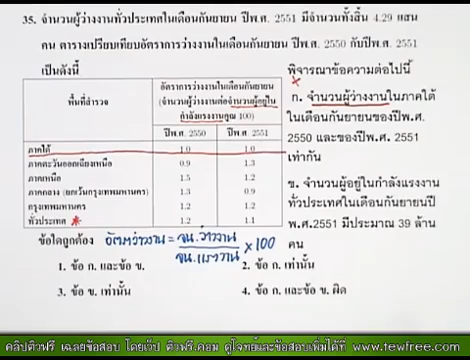 35. จำนวนผู้ว่างงานทั่วประเทศในเดือนกันยายน ปีพ.ศ. 2551 มีจำนวนทั้งสิ้น 4.29 แสน
คน ตารางเปรียบเทียบอัตราการว่างงานในเดือนกันยายน ปีพ.ศ. 2550 กับปีพ.ศ. 2551
เป็นดังนี้
พื้นที่สำรวจ
อัตราการว่างงานในเดือนกันยายน
(จำนวนผู้ว่างงานต่อจำนวนผู้อยู่ใน
กำลังแรงงานคูณ 100)
ปีพ.ศ. 2550 ปีพ.ศ. 2551
ภาคใต้ 1.0 1.0
ภาคตะวันออกเฉียงเหนือ 0.9 1.3
ภาคเหนือ 1.5 1.2
ภาคกลาง (ยกเว้นกรุงเทพมหานคร) 1.3 0.9
กรุงเทพมหานคร 1.2 1.2
ทั่วประเทศ 1.2 1.1
พิจารณาข้อความต่อไปนี้
ก. จำนวนผู้ว่างงานในภาคใต้
ในเดือนกันยายนของปีพ.ศ.
2550 และของปีพ.ศ. 2551
เท่ากัน
ข. จำนวนผู้อยู่ในกำลังแรงงาน
ทั่วประเทศในเดือนกันยายนปี
พ.ศ.2551 มีประมาณ 39 ล้าน
คน
ข้อใดถูกต้อง
อัตราว่างงาน = จน.ว่างงาน / จน.แรงงาน × 100
1. ข้อ ก. และข้อ ข. 2. ข้อ ก. เท่านั้น
3. ข้อ ข. เท่านั้น 4. ข้อ ก. และข้อ ข. ผิด
คลิปติวฟรี เฉลยข้อสอบ โดยเว็ป ติวฟรี.คอม ดูโจทย์และข้อสอบเพิ่มได้ที่ www.tewfree.com